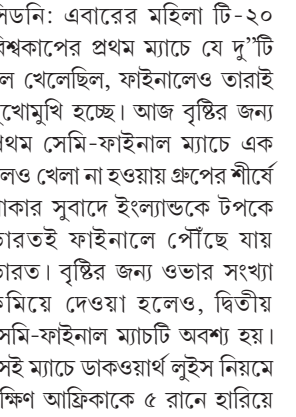 সিডনি: এবারের মহিলা টি-২০
বিশ্বকাপের প্রথম ম্যাচে যে দু”টি
দল খেলেছিল, ফাইনালেও তারাই
মুখোমুখি হচ্ছে। আজ বৃষ্টির জন্য
প্রথম সেমি-ফাইনাল ম্যাচে এক
বলও খেলা না হওয়ায় গ্রুপের শীর্ষে
থাকার সুবাদে ইংল্যান্ডকে টপকে
ভারতই ফাইনালে পৌঁছে যায়
ভারত। বৃষ্টির জন্য ওভার সংখ্যা
কমিয়ে দেওয়া হলেও, দ্বিতীয়
সেমি-ফাইনাল ম্যাচটি অবশ্য হয়।
সেই ম্যাচে ডাকওয়ার্থ লুইস নিয়মে
দক্ষিণ আফ্রিকাকে ৫ রানে হারিয়ে